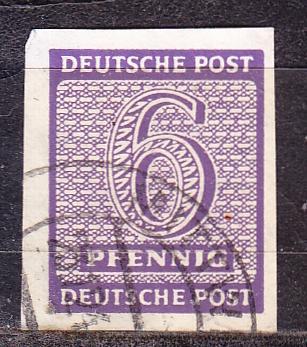 DEUTSCHE POST
6
PFENNIG
DEUTSCHE POST